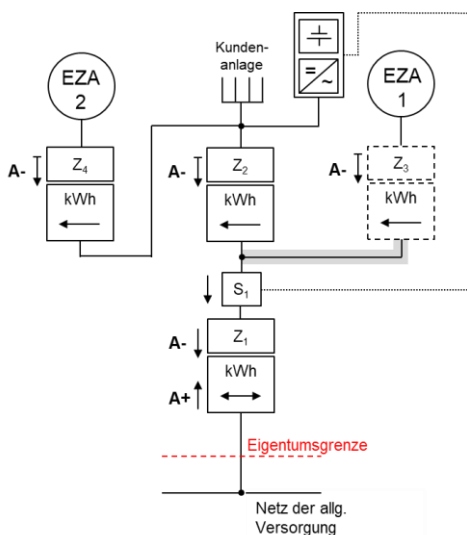 Kunden-
anlage
EZA
2
EZA
1
=
~
A-
Z4
kWh
A-
Z2
kWh
A-
Z3
kWh
S1
A-
Z1
A+
kWh
Eigentumsgrenze
Netz der allg.
Versorgung